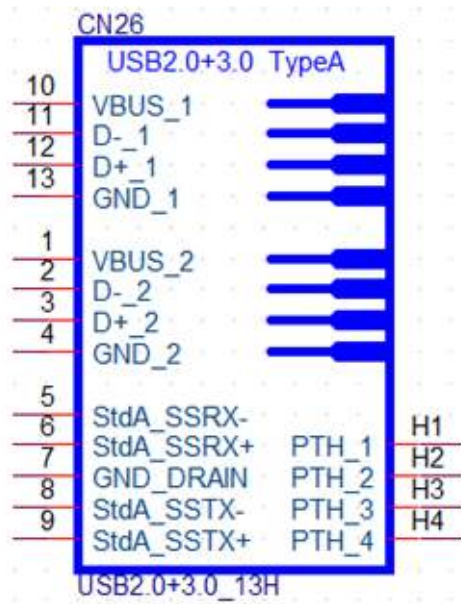 CN26
USB2.0+3.0 TypeA
10 VBUS_1
11 D-_1
12 D+_1
13 GND_1
1 VBUS_2
2 D-_2
3 D+_2
4 GND_2
5 StdA_SSRX-
6 StdA_SSRX+ PTH_1 H1
7 GND_DRAIN PTH_2 H2
8 StdA_SSTX- PTH_3 H3
9 StdA_SSTX+ PTH_4 H4
USB2.0+3.0_13H